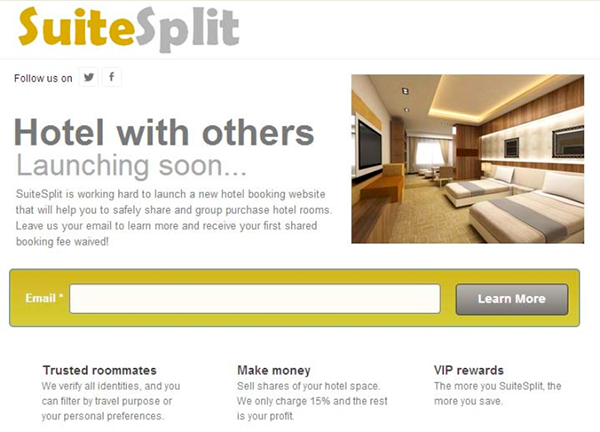 SuiteSplit
Follow us on
Hotel with others
Launching soon...
SuiteSplit is working hard to launch a new hotel booking website
that will help you to safely share and group purchase hotel rooms.
Leave us your email to learn more and receive your first shared
booking fee waived!
Email *
Learn More
Trusted roommates
We verify all identities, and you
can filter by travel purpose or
your personal preferences.
Make money
Sell shares of your hotel space.
We only charge 15% and the rest
is your profit.
VIP rewards
The more you SuiteSplit, the
more you save.